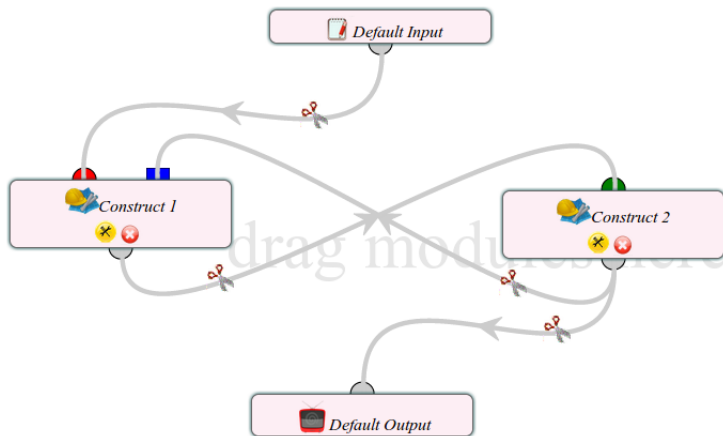 Default Input
Construct 1
Construct 2
drag modules here
Default Output